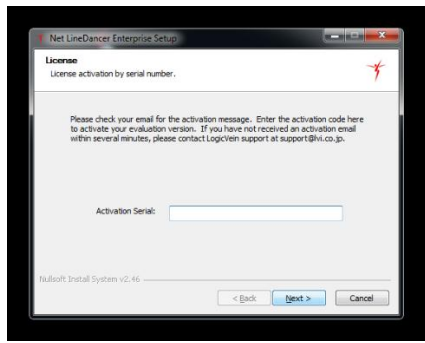 Net LineDancer Enterprise Setup
License
License activation by serial number.
Please check your email for the activation message. Enter the activation code here
to activate your evaluation version. If you have not received an activation email
within several minutes, please contact LogicVein support at support@lvi.co.jp.
Activation Serial:
Nullsoft Install System v2.46
< Back Next > Cancel